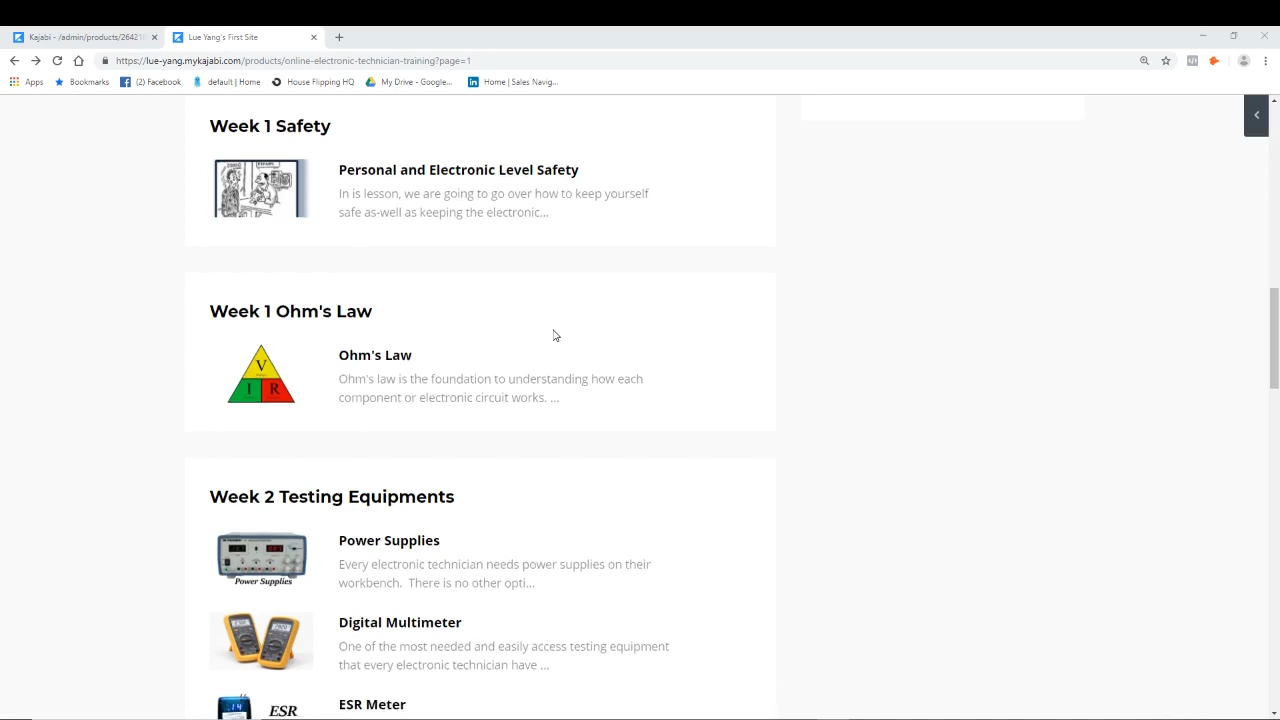 Kajabi - /admin/products/26421
Lue Yang's First Site
https://lue-yang.mykajabi.com/products/online-electronic-technician-training?page=1
Apps
Bookmarks
(2) Facebook
default | Home
House Flipping HQ
My Drive - Google...
Home | Sales Navig...
Week 1 Safety
Personal and Electronic Level Safety
In is lesson, we are going to go over how to keep yourself
safe as-well as keeping the electronic...
Week 1 Ohm's Law
V
I R
Ohm's Law
Ohm's law is the foundation to understanding how each
component or electronic circuit works. ...
Week 2 Testing Equipments
Power Supplies
Power Supplies
Every electronic technician needs power supplies on their
workbench. There is no other opti...
Digital Multimeter
One of the most needed and easily access testing equipment
that every electronic technician have ...
ESR
ESR Meter